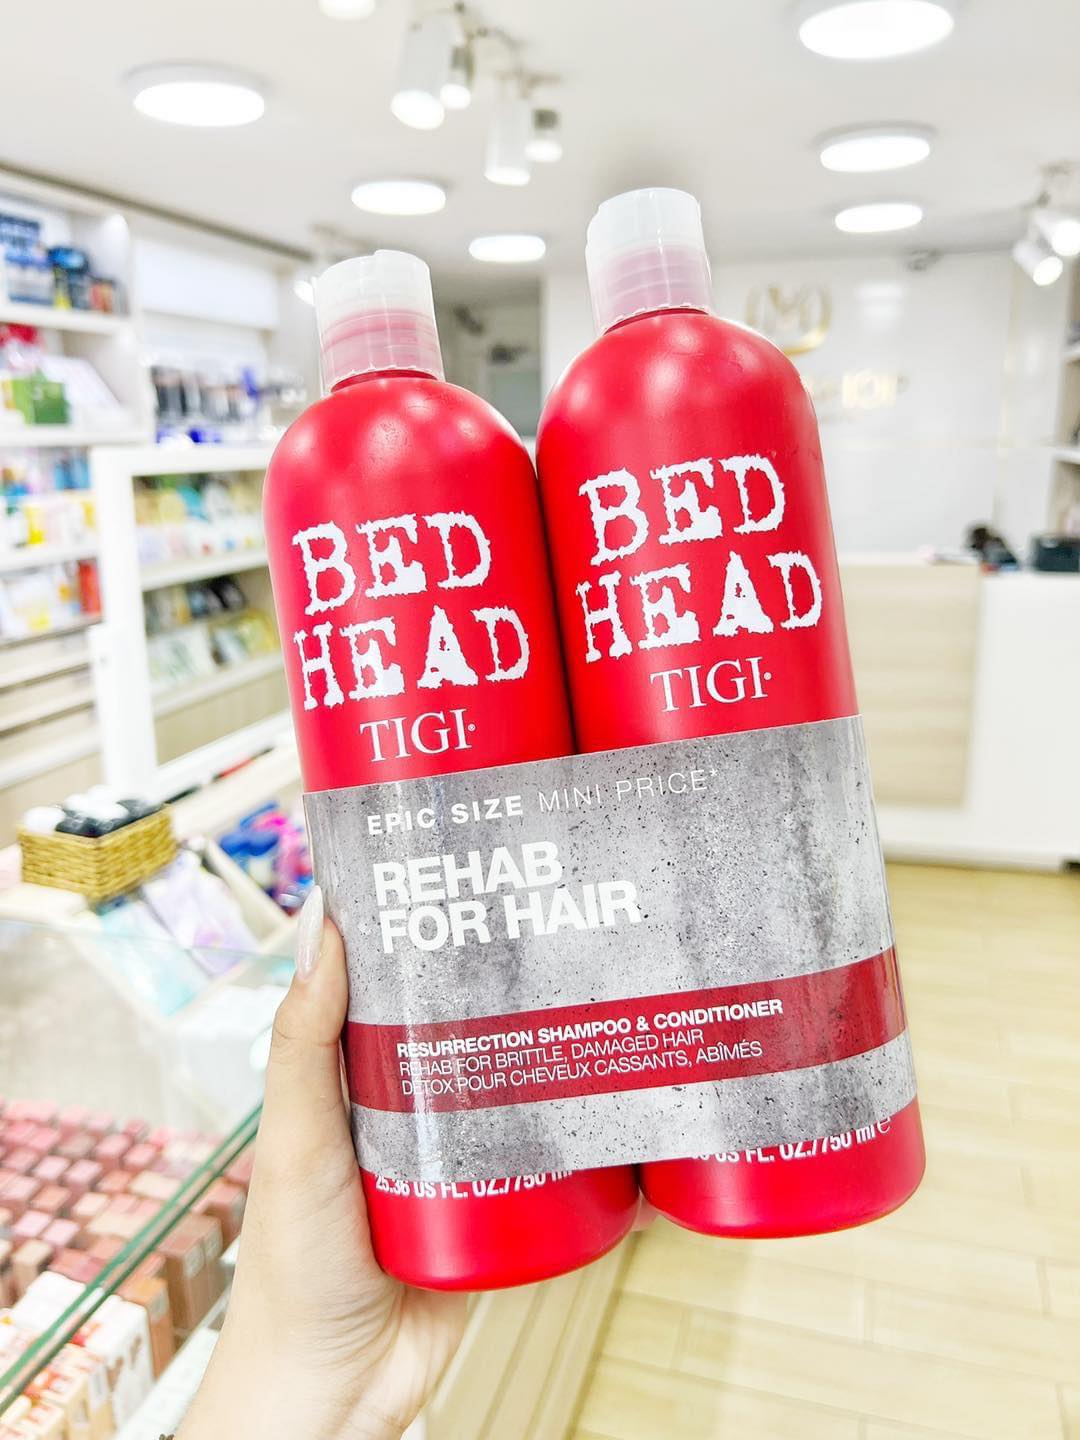 BED
HEAD
TIGI®
BED
HEAD
TIGI®
EPIC SIZE MINI PRICE*
REHAB
FOR HAIR
RESURRECTION SHAMPOO & CONDITIONER
REHAB FOR BRITTLE, DAMAGED HAIR
DÉTOX POUR CHEVEUX CASSANTS, ABÎMÉS
25.36 US FL. OZ./750 ml
US FL. OZ./750 ml℮